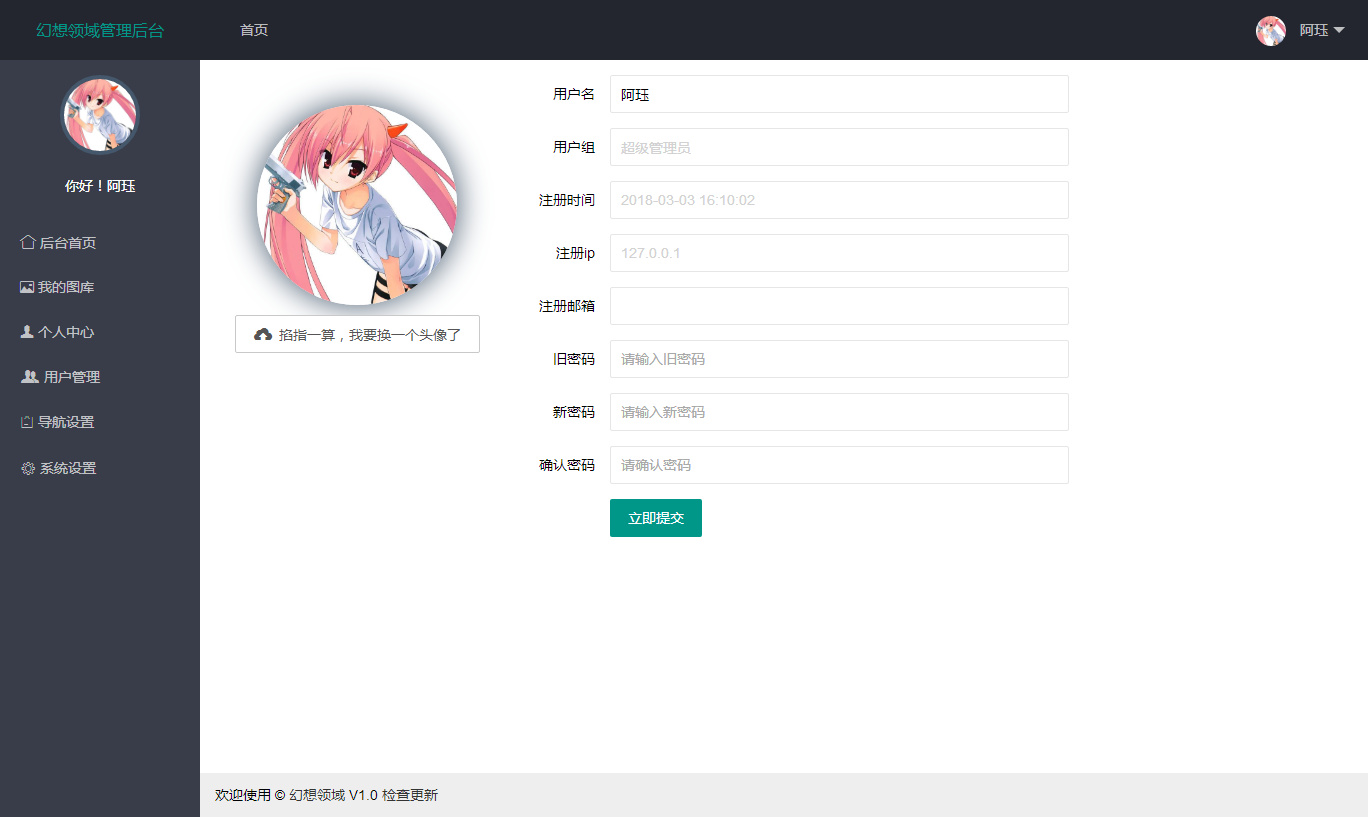 幻想领域管理后台
首页
阿珏
你好！阿珏
后台首页
我的图库
个人中心
用户管理
导航设置
系统设置
掐指一算，我要换一个头像了
用户名 阿珏
用户组 超级管理员
注册时间 2018-03-03 16:10:02
注册ip 127.0.0.1
注册邮箱
旧密码 请输入旧密码
新密码 请输入新密码
确认密码 请确认密码
立即提交
欢迎使用 © 幻想领域 V1.0 检查更新